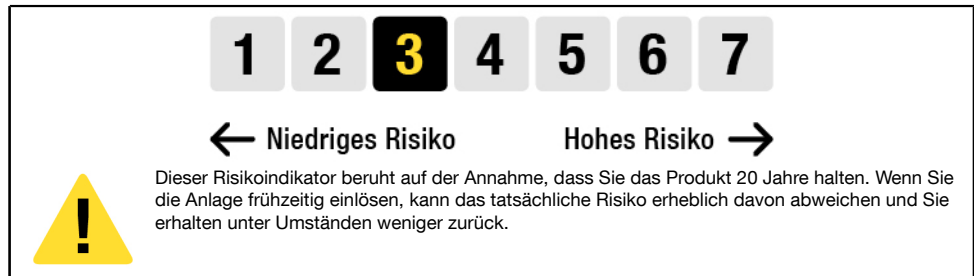 1 2 3 4 5 6 7
← Niedriges Risiko Hohes Risiko →
Dieser Risikoindikator beruht auf der Annahme, dass Sie das Produkt 20 Jahre halten. Wenn Sie
die Anlage frühzeitig einlösen, kann das tatsächliche Risiko erheblich davon abweichen und Sie
erhalten unter Umständen weniger zurück.
!